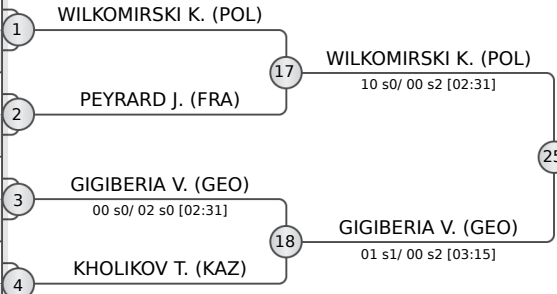 WILKOMIRSKI K. (POL)
1
17
WILKOMIRSKI K. (POL)
10 s0/ 00 s2 [02:31]
PEYRARD J. (FRA)
2
25
GIGIBERIA V. (GEO)
3
00 s0/ 02 s0 [02:31]
18
GIGIBERIA V. (GEO)
01 s1/ 00 s2 [03:15]
KHOLIKOV T. (KAZ)
4